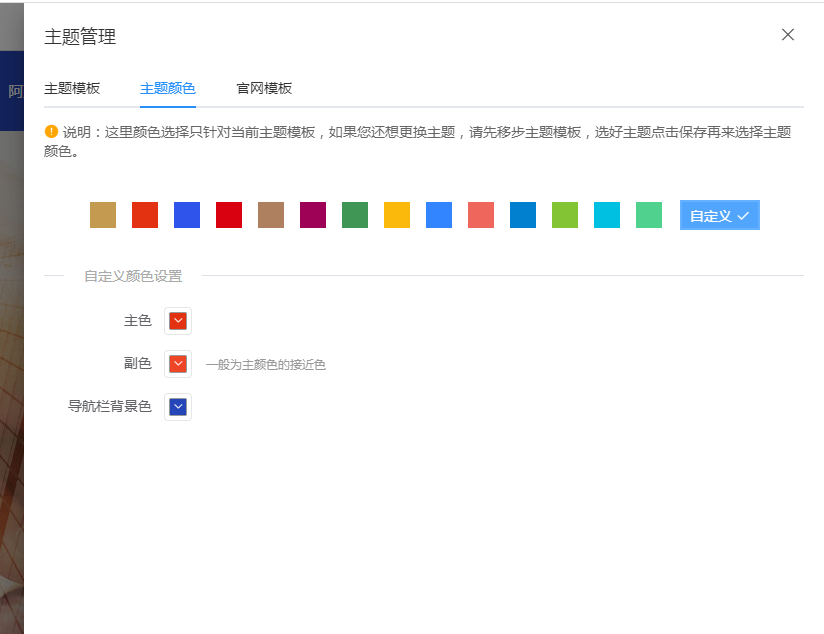 主题管理
阿
主题模板 主题颜色 官网模板
说明：这里颜色选择只针对当前主题模板，如果您还想更换主题，请先移步主题模板，选好主题点击保存再来选择主题
颜色。
自定义
自定义颜色设置
主色
副色 一般为主颜色的接近色
导航栏背景色